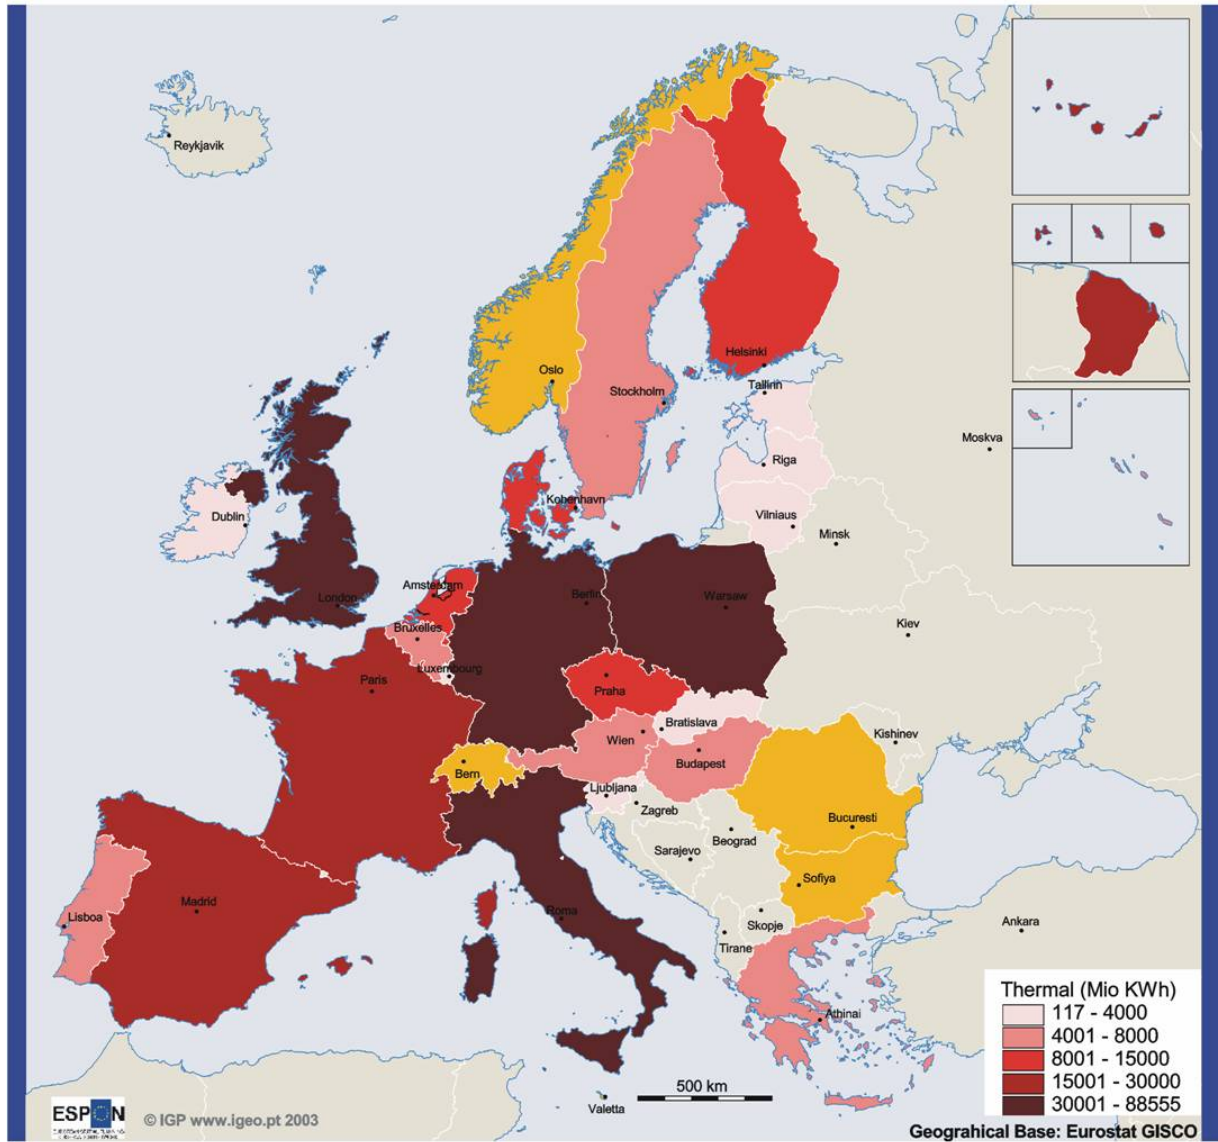 Reykjavik
Oslo
Helsinki
Stockholm
Tallinn
Moskva
Riga
Kobenhavn
Dublin
Vilniaus
Minsk
Amsterdam
London
Berlin
Warsaw
Bruxelles
Kiev
Luxembourg
Paris
Praha
Bratislava
Wien
Kishinev
Budapest
Bern
Ljubljana
Zagreb
Bucuresti
Beograd
Sarajevo
Sofiya
Madrid
Roma
Lisboa
Skopje
Ankara
Tirane
Athinai
Valetta
500 km
Thermal (Mio KWh)
117 - 4000
4001 - 8000
8001 - 15000
15001 - 30000
30001 - 88555
ESPON
© IGP www.igeo.pt 2003
Geograhical Base: Eurostat GISCO